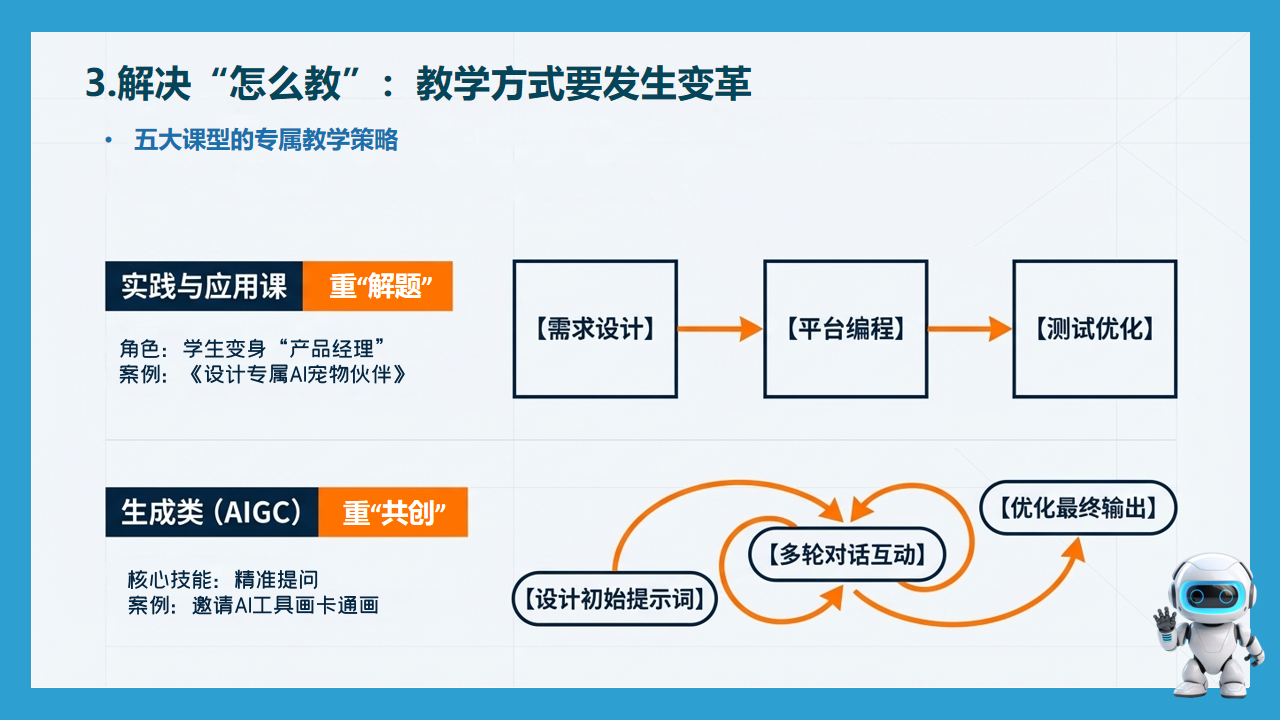 3.解决“怎么教”：教学方式要发生变革
• 五大课型的专属教学策略
实践与应用课 重“解题”
角色：学生变身“产品经理”
案例：《设计专属AI宠物伙伴》
【需求设计】
【平台编程】
【测试优化】
生成类（AIGC） 重“共创”
核心技能：精准提问
案例：邀请AI工具画卡通画
【设计初始提示词】
【多轮对话互动】
【优化最终输出】